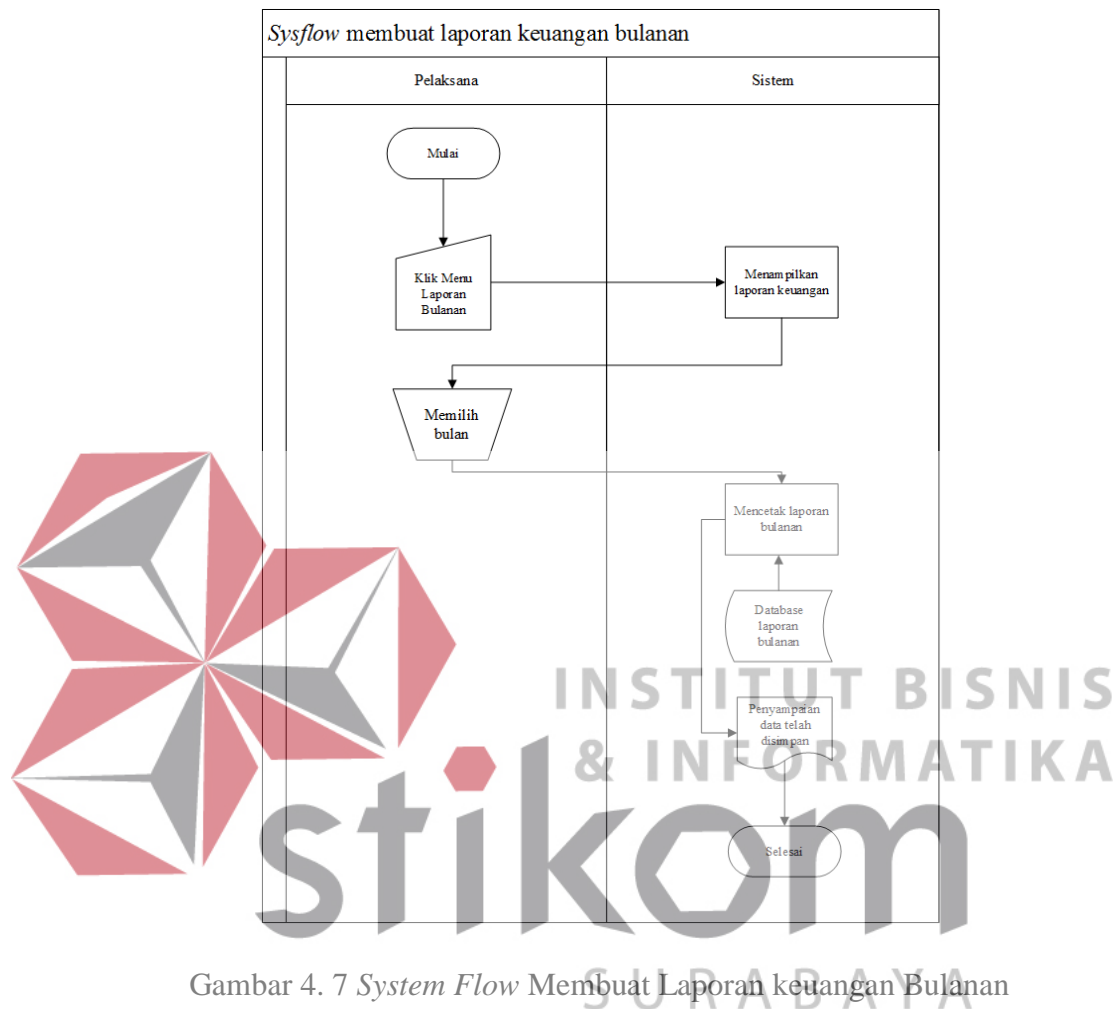 Sysflow membuat laporan keuangan bulanan
Pelaksana
Sistem
Mulai
Klik Menu
Laporan
Bulanan
Menampilkan
laporan keuangan
Memilih
bulan
Mencetak laporan
bulanan
Database
laporan
bulanan
Penyampaian
data telah
disimpan
Selesai
INSTITUT BISNIS
& INFORMATIKA
stikom
SURABAYA
Gambar 4. 7 System Flow Membuat Laporan keuangan Bulanan